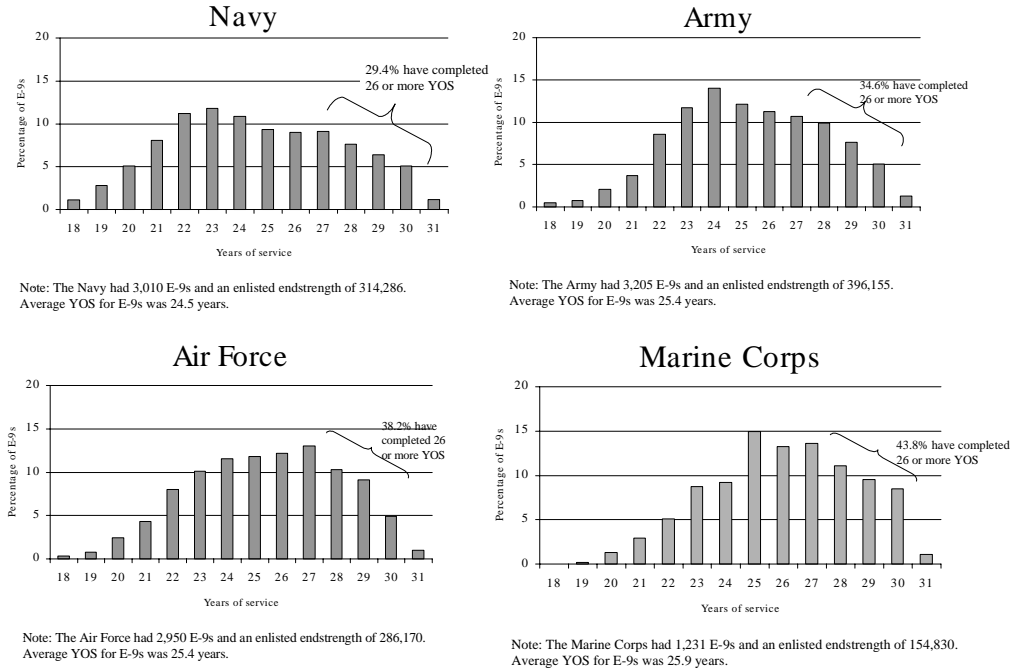 Navy
20
15
10
5
0
Percentage of E-9s
29.4% have completed
26 or more YOS
18 19 20 21 22 23 24 25 26 27 28 29 30 31
Years of service
Note: The Navy had 3,010 E-9s and an enlisted endstrength of 314,286.
Average YOS for E-9s was 24.5 years.
Army
20
15
10
5
0
Percentage of E-9s
34.6% have completed
26 or more YOS
18 19 20 21 22 23 24 25 26 27 28 29 30 31
Years of service
Note: The Army had 3,205 E-9s and an enlisted endstrength of 396,155.
Average YOS for E-9s was 25.4 years.
Air Force
20
15
10
5
0
Percentage of E-9s
38.2% have
completed 26
or more YOS
18 19 20 21 22 23 24 25 26 27 28 29 30 31
Years of service
Note: The Air Force had 2,950 E-9s and an enlisted endstrength of 286,170.
Average YOS for E-9s was 25.4 years.
Marine Corps
20
15
10
5
0
Percentage of E-9s
43.8% have completed
26 or more YOS
18 19 20 21 22 23 24 25 26 27 28 29 30 31
Years of service
Note: The Marine Corps had 1,231 E-9s and an enlisted endstrength of 154,830.
Average YOS for E-9s was 25.9 years.